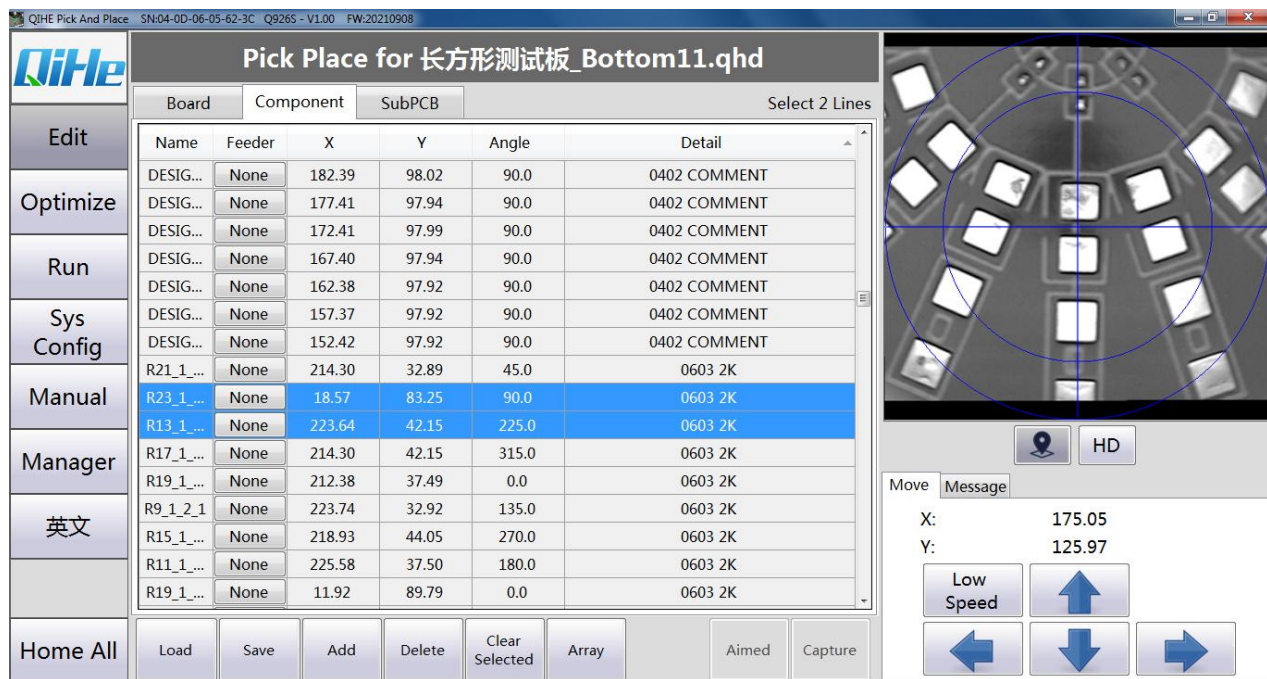 QIHE Pick And Place SN:04-0D-06-05-62-3C Q926S - V1.00 FW:20210908
QiHe
Pick Place for 长方形测试板_Bottom11.qhd
Board Component SubPCB Select 2 Lines
Edit
Optimize
Run
Sys
Config
Manual
Manager
英文
Home All
Name Feeder X Y Angle Detail
DESIG... None 182.39 98.02 90.0 0402 COMMENT
DESIG... None 177.41 97.94 90.0 0402 COMMENT
DESIG... None 172.41 97.99 90.0 0402 COMMENT
DESIG... None 167.40 97.94 90.0 0402 COMMENT
DESIG... None 162.38 97.92 90.0 0402 COMMENT
DESIG... None 157.37 97.92 90.0 0402 COMMENT
DESIG... None 152.42 97.92 90.0 0402 COMMENT
R21_1_... None 214.30 32.89 45.0 0603 2K
R23_1_... None 18.57 83.25 90.0 0603 2K
R13_1_... None 223.64 42.15 225.0 0603 2K
R17_1_... None 214.30 42.15 315.0 0603 2K
R19_1_... None 212.38 37.49 0.0 0603 2K
R9_1_2_1 None 223.74 32.92 135.0 0603 2K
R15_1_... None 218.93 44.05 270.0 0603 2K
R11_1_... None 225.58 37.50 180.0 0603 2K
R19_1_... None 11.92 89.79 0.0 0603 2K
Load Save Add Delete Clear Selected Array Aimed Capture
HD
Move Message
X: 175.05
Y: 125.97
Low
Speed